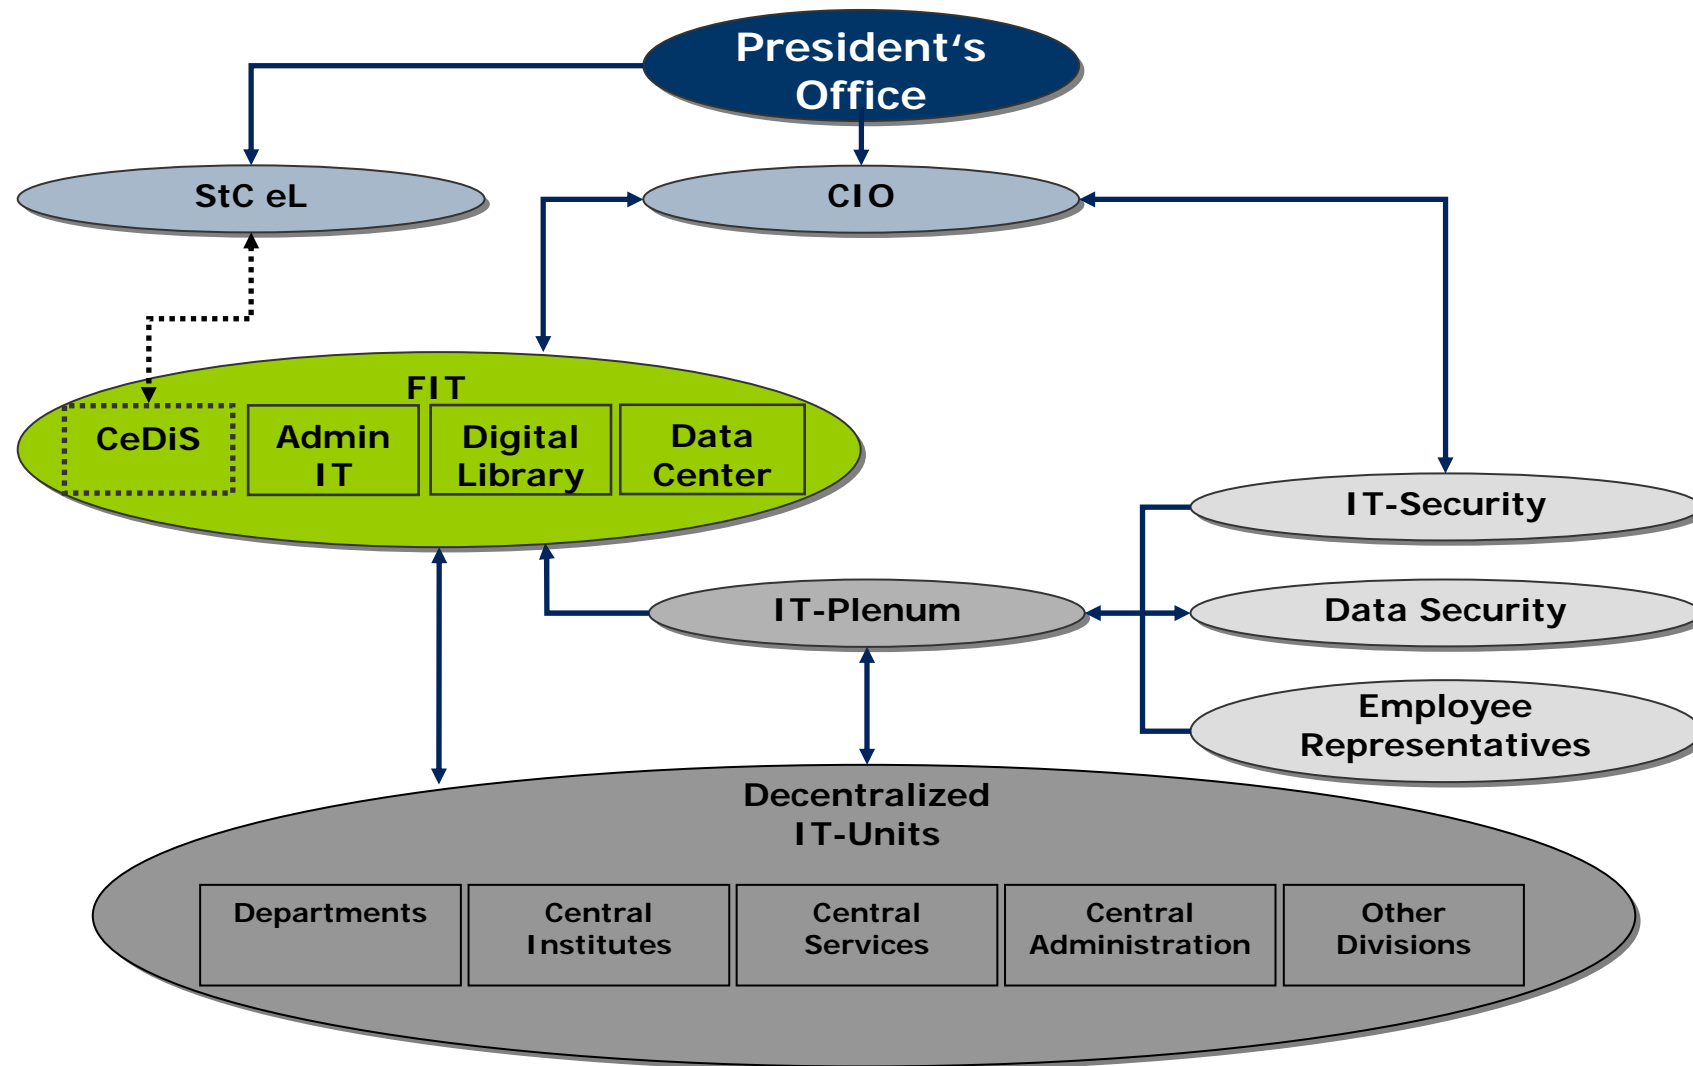 President‘s
Office
StC eL
CIO
FIT
CeDiS
Admin
IT
Digital
Library
Data
Center
IT-Security
IT-Plenum
Data Security
Employee
Representatives
Decentralized
IT-Units
Departments
Central
Institutes
Central
Services
Central
Administration
Other
Divisions